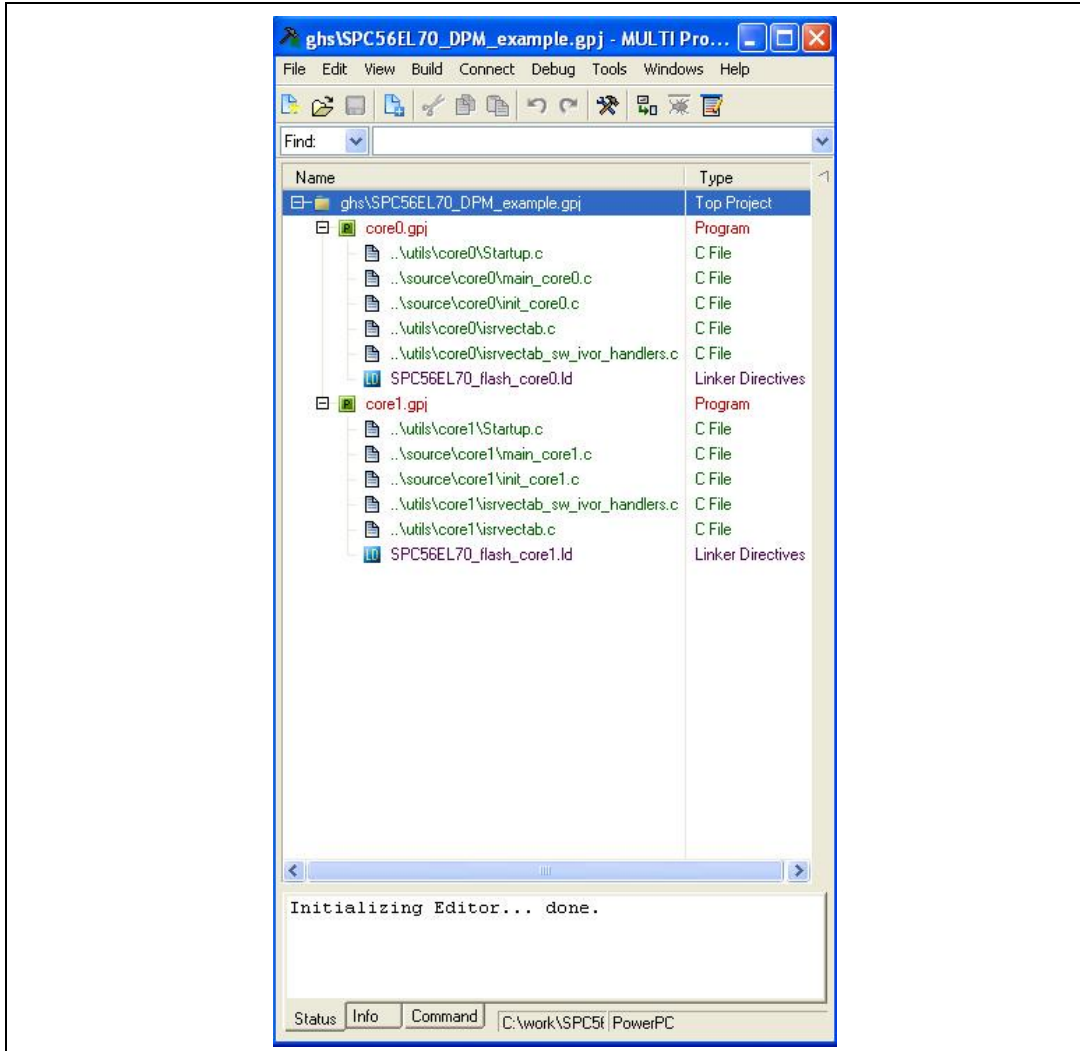 ghs\SPC56EL70_DPM_example.gpj - MULTI Pro...
File Edit View Build Connect Debug Tools Windows Help
Find:
Name Type
ghs\SPC56EL70_DPM_example.gpj Top Project
core0.gpj Program
..\utils\core0\Startup.c C File
..\source\core0\main_core0.c C File
..\source\core0\init_core0.c C File
..\utils\core0\isrvectab.c C File
..\utils\core0\isrvectab_sw_ivor_handlers.c C File
SPC56EL70_flash_core0.ld Linker Directives
core1.gpj Program
..\utils\core1\Startup.c C File
..\source\core1\main_core1.c C File
..\source\core1\init_core1.c C File
..\utils\core1\isrvectab_sw_ivor_handlers.c C File
..\utils\core1\isrvectab.c C File
SPC56EL70_flash_core1.ld Linker Directives
Initializing Editor... done.
Status Info Command C:\work\SPC5 PowerPC